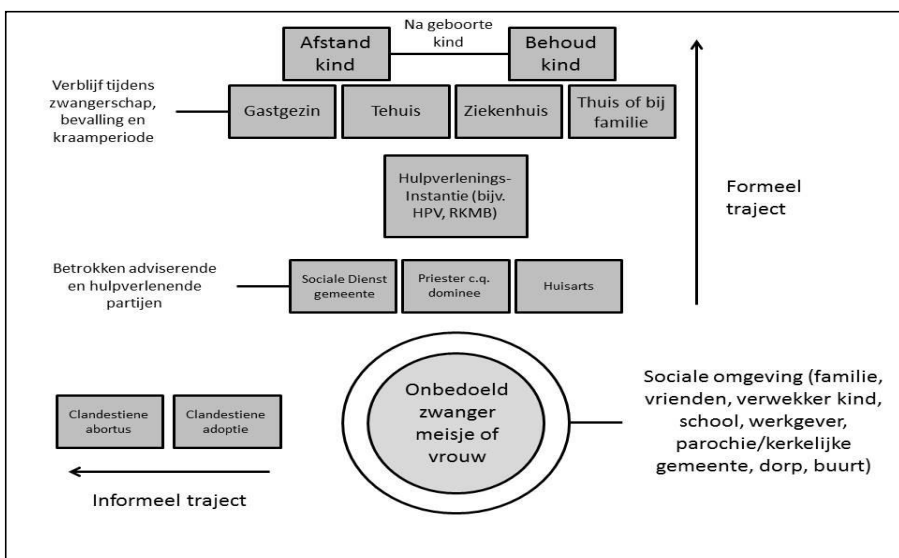 Na geboorte
kind
Afstand
kind
Behoud
kind
Verblijf tijdens
zwangerschap,
bevalling en
kraamperiode
Gastgezin
Tehuis
Ziekenhuis
Thuis of bij
familie
Hulpverlenings-
Instantie (bijv.
HPV, RKMB)
Formeel
traject
Betrokken adviserende
en hulpverlenende
partijen
Sociale Dienst
gemeente
Priester c.q.
dominee
Huisarts
Onbedoeld
zwanger
meisje of
vrouw
Sociale omgeving (familie,
vrienden, verwekker kind,
school, werkgever,
parochie/kerkelijke
gemeente, dorp, buurt)
Clandestiene
abortus
Clandestiene
adoptie
Informeel traject